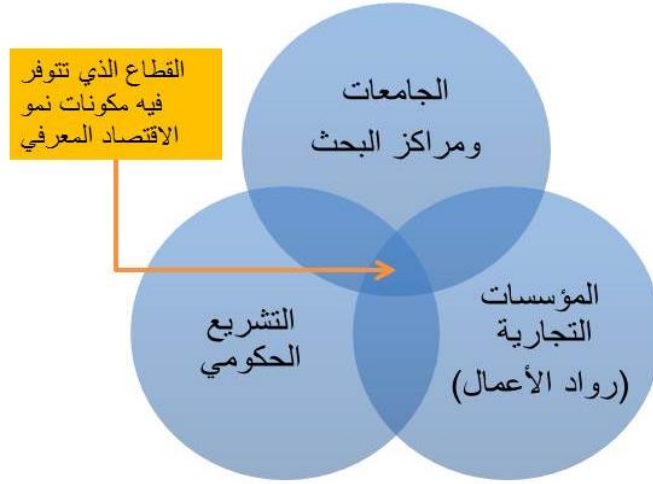 القطاع الذي تتوفر
فيه مكونات نمو
الاقتصاد المعرفي
الجامعات
ومراكز البحث
المؤسسات
التجارية
(رواد الأعمال)
التشريع
الحكومي